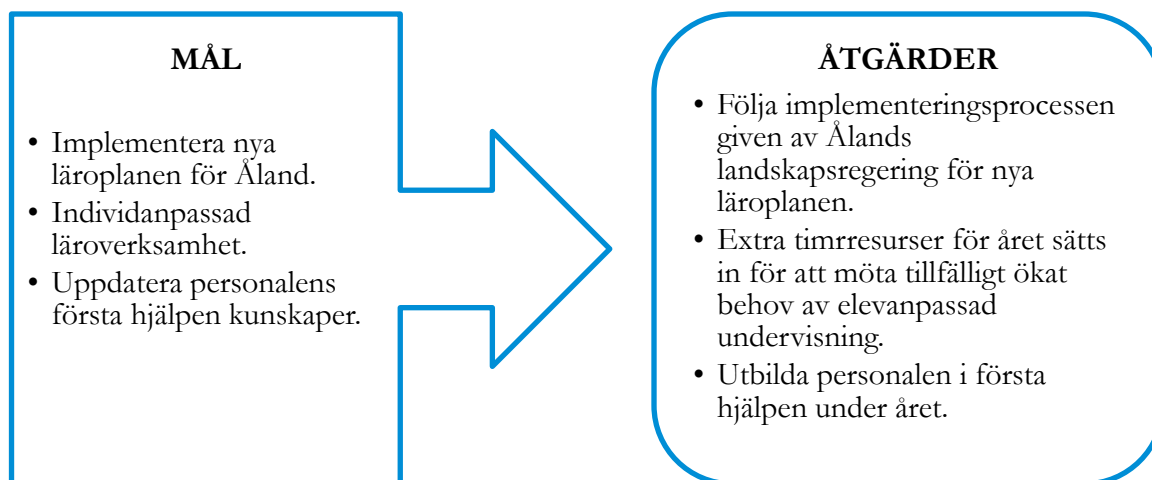 MÅL
• Implementera nya
läroplanen för Åland.
• Individanpassad
läroverksamhet.
• Uppdatera personalens
första hjälpen kunskaper.
ÅTGÄRDER
• Följa implementeringsprocessen
given av Ålands
landskapsregering för nya
läroplanen.
• Extra timrresurser för året sätts
in för att möta tillfälligt ökat
behov av elevanpassad
undervisning.
• Utbilda personalen i första
hjälpen under året.